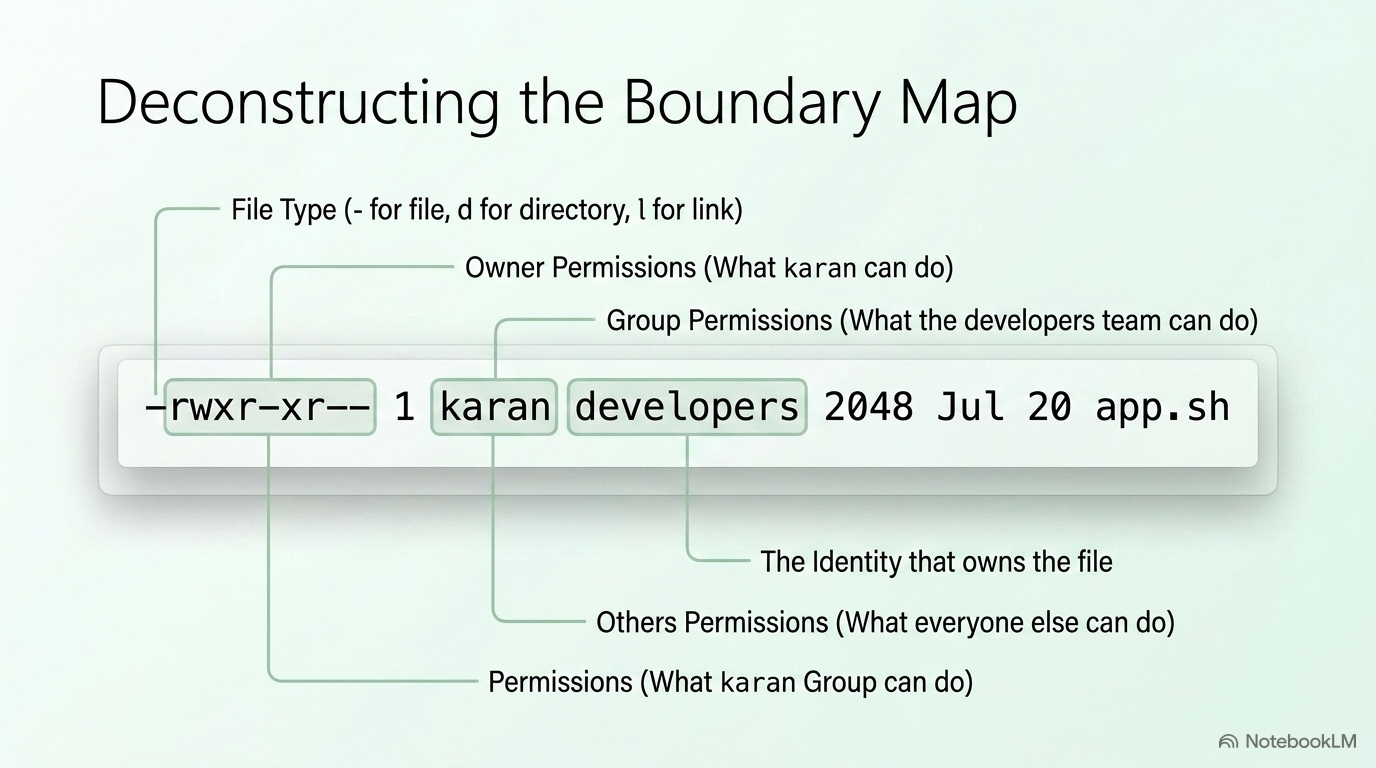 Deconstructing the Boundary Map
File Type (- for file, d for directory, l for link)
Owner Permissions (What karan can do)
Group Permissions (What the developers team can do)
-rwxr-xr-- 1 karan developers 2048 Jul 20 app.sh
The Identity that owns the file
Others Permissions (What everyone else can do)
Permissions (What karan Group can do)
NotebookLM